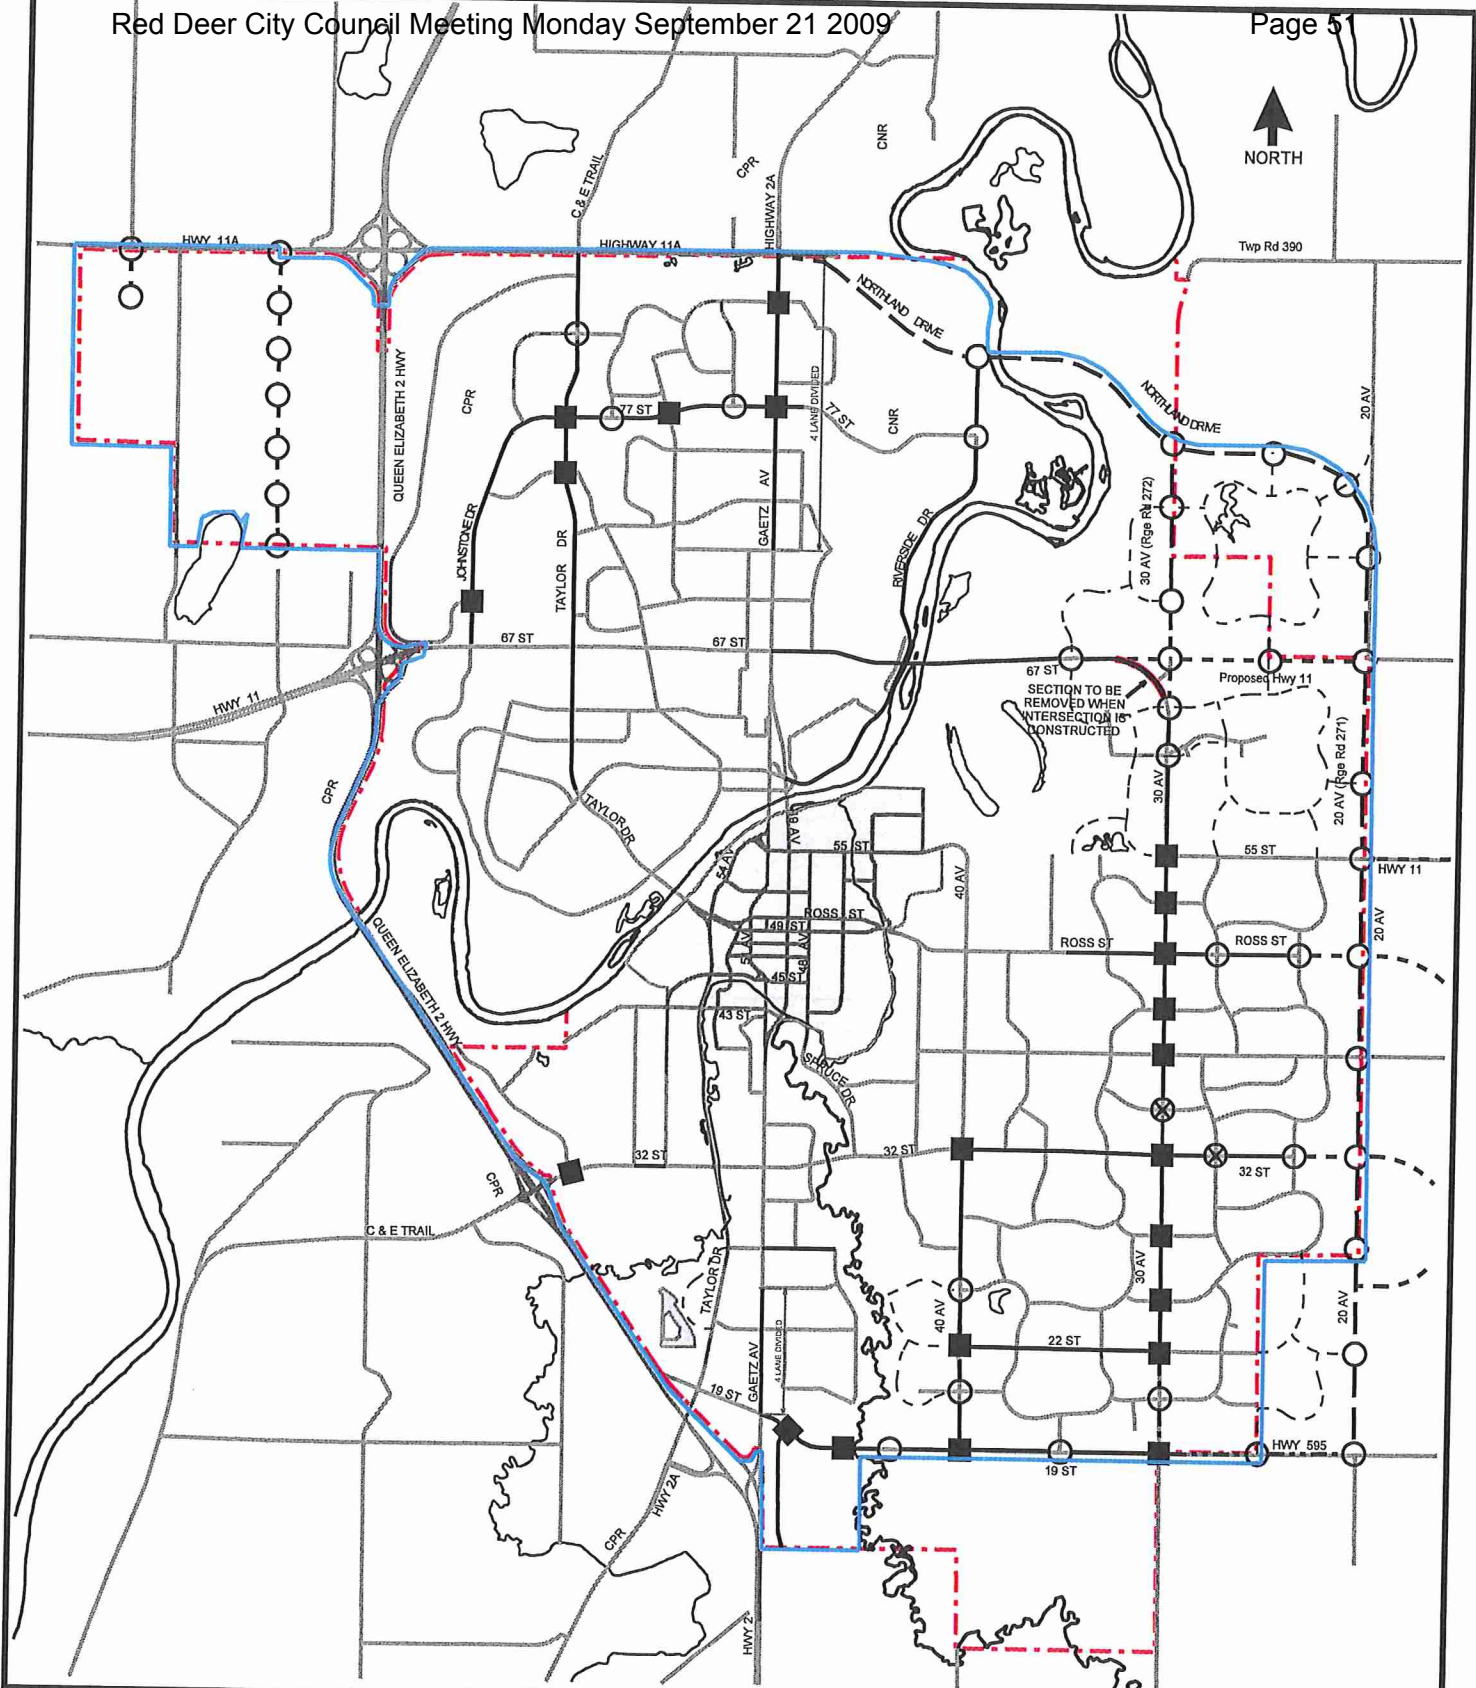 Red Deer City Council Meeting Monday September 21 2009
Page 51
NORTH
CNR
CPR
C & E TRAIL
HIGHWAY 2A
HWY 11A
HIGHWAY 11A
Twp Rd 390
NORTHLAND DRIVE
QUEEN ELIZABETH 2 HWY
CPR
4 LANE DIVIDED
77 ST
77 ST
CNR
NORTHLAND DRIVE
20 AV
GAETZ AV
JOHNSTONE DR
TAYLOR DR
RIVERSIDE DR
30 AV (Rge Rd 272)
67 ST
67 ST
67 ST
Proposed Hwy 11
SECTION TO BE
REMOVED WHEN
INTERSECTION IS
CONSTRUCTED
HWY 11
CPR
30 AV
20 AV (Rge Rd 271)
TAYLOR DR
49 AV
54 AV
55 ST
55 ST
HWY 11
40 AV
ROSS ST
49 ST
51 AV
48 AV
ROSS ST
ROSS ST
20 AV
45 ST
QUEEN ELIZABETH 2 HWY
43 ST
SPRUCE DR
32 ST
32 ST
32 ST
CPR
C & E TRAIL
TAYLOR DR
30 AV
40 AV
20 AV
22 ST
GAETZ AV
4 LANE DIVIDED
19 ST
HWY 595
19 ST
HWY 2A
CPR
HWY 2